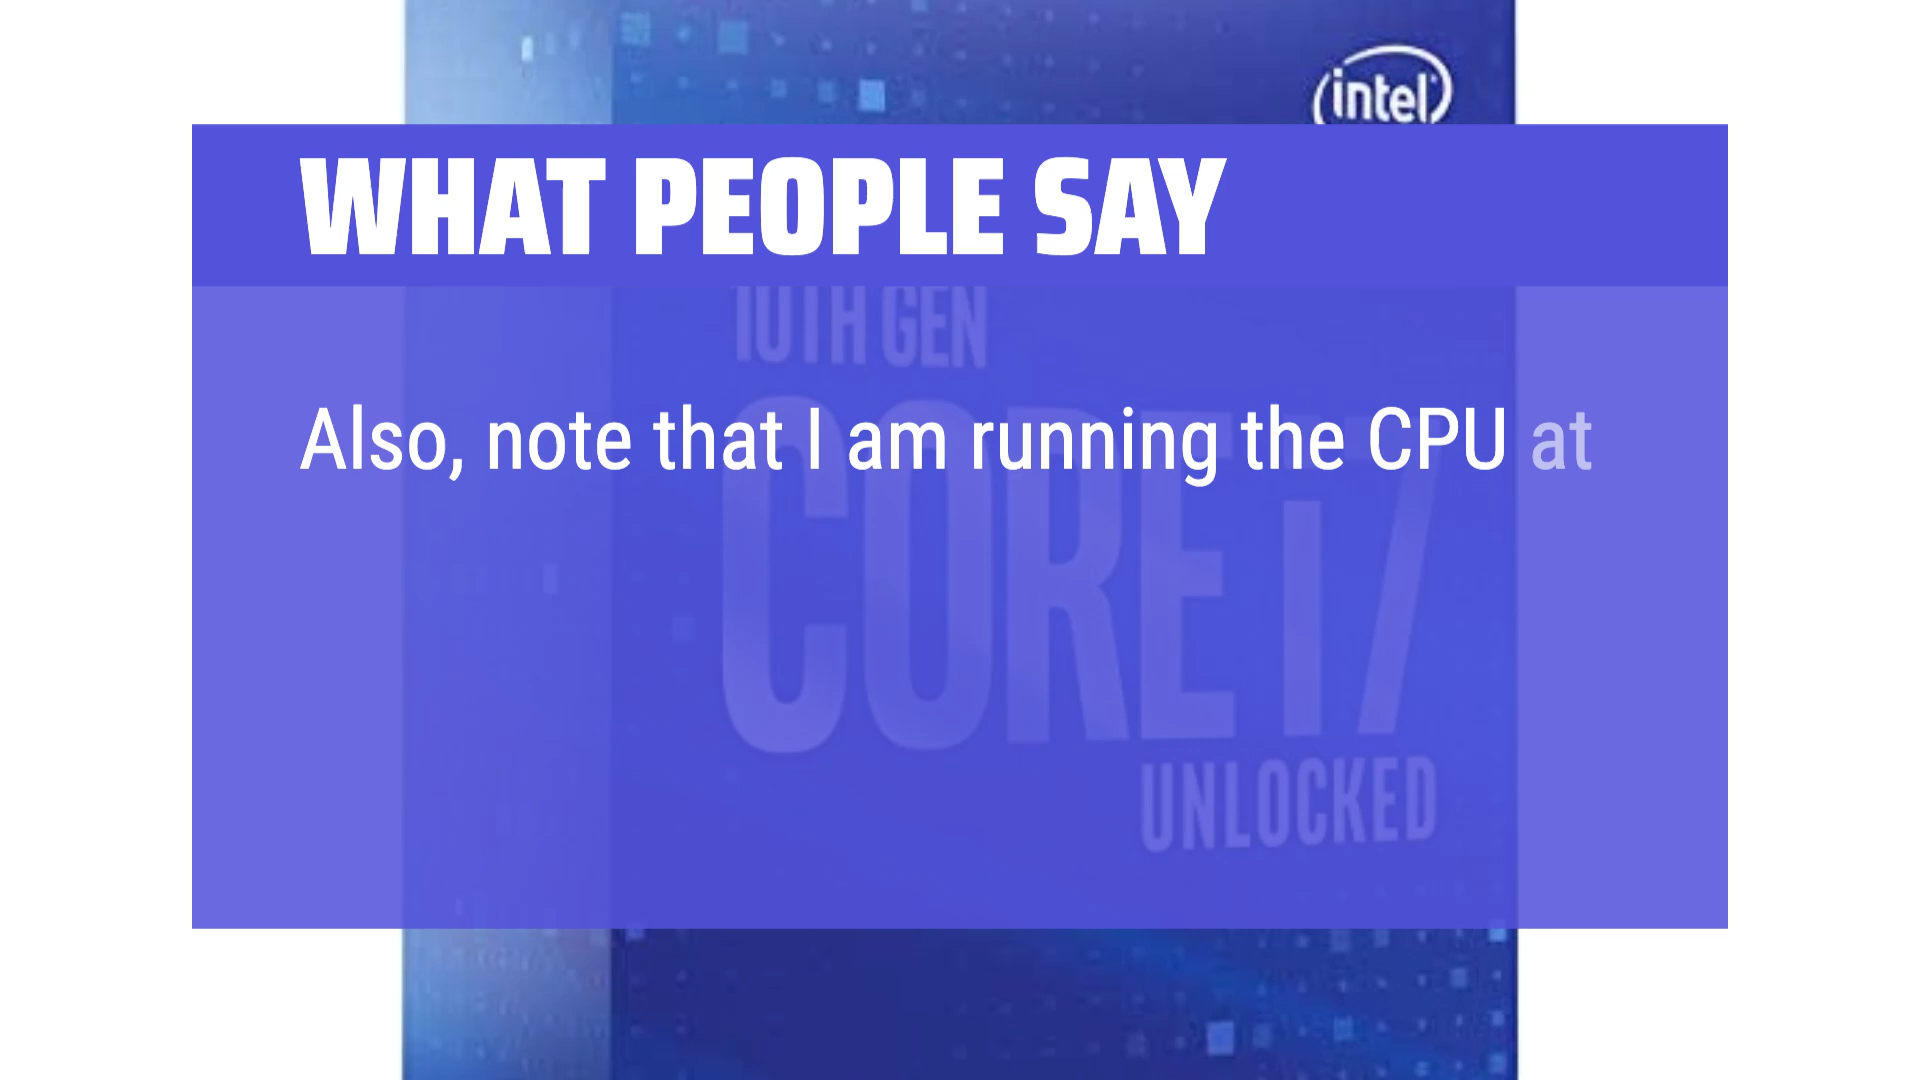 intel
WHAT PEOPLE SAY
10TH GEN
Also, note that I am running the CPU at
CORE i7
UNLOCKED